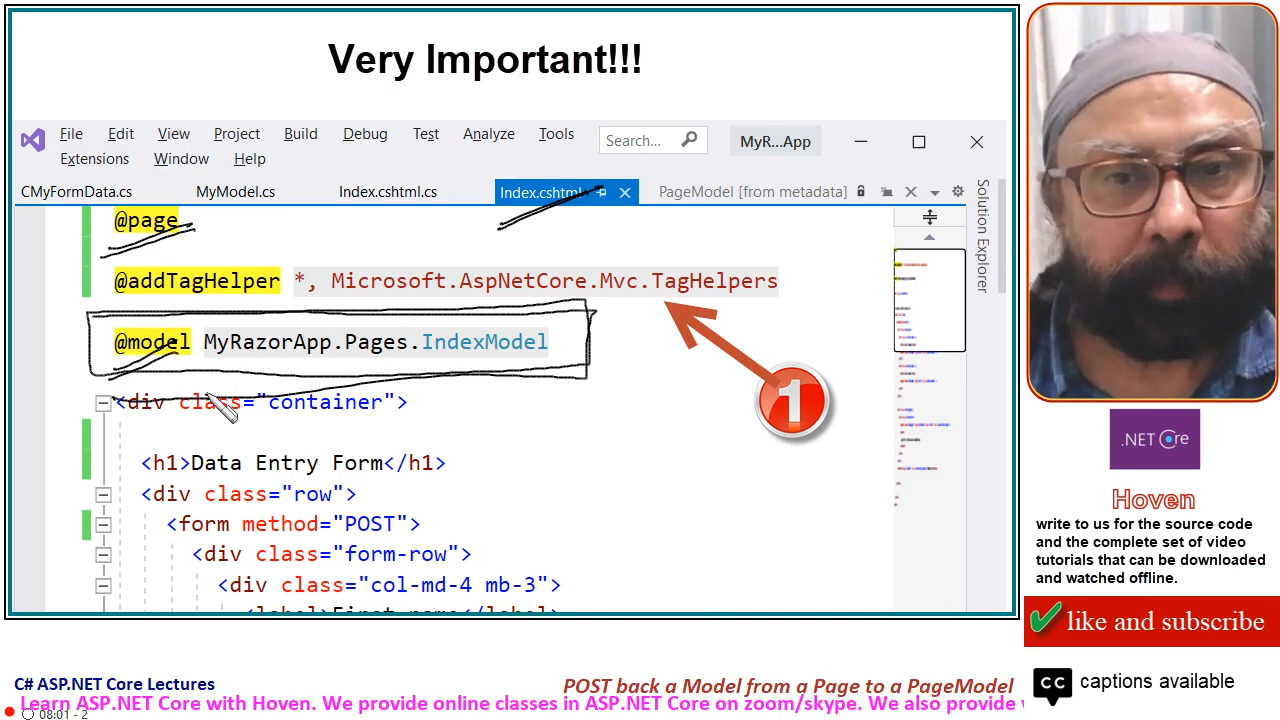 Very Important!!!
File Edit View Project Build Debug Test Analyze Tools Search... MyR...App
Extensions Window Help
CMyFormData.cs MyModel.cs Index.cshtml.cs Index.cshtml PageModel [from metadata]
@page
@addTagHelper *, Microsoft.AspNetCore.Mvc.TagHelpers
@model MyRazorApp.Pages.IndexModel
<div class="container">
<h1>Data Entry Form</h1>
<div class="row">
<form method="POST">
<div class="form-row">
<div class="col-md-4 mb-3">
<label>First name</label>
Solution Explorer
1
.NET Core
Hoven
write to us for the source code
and the complete set of video
tutorials that can be downloaded
and watched offline.
like and subscribe
CC captions available
C# ASP.NET Core Lectures
POST back a Model from a Page to a PageModel
Learn ASP.NET Core with Hoven. We provide online classes in ASP.NET Core on zoom/skype. We also provide
08:01 - 2